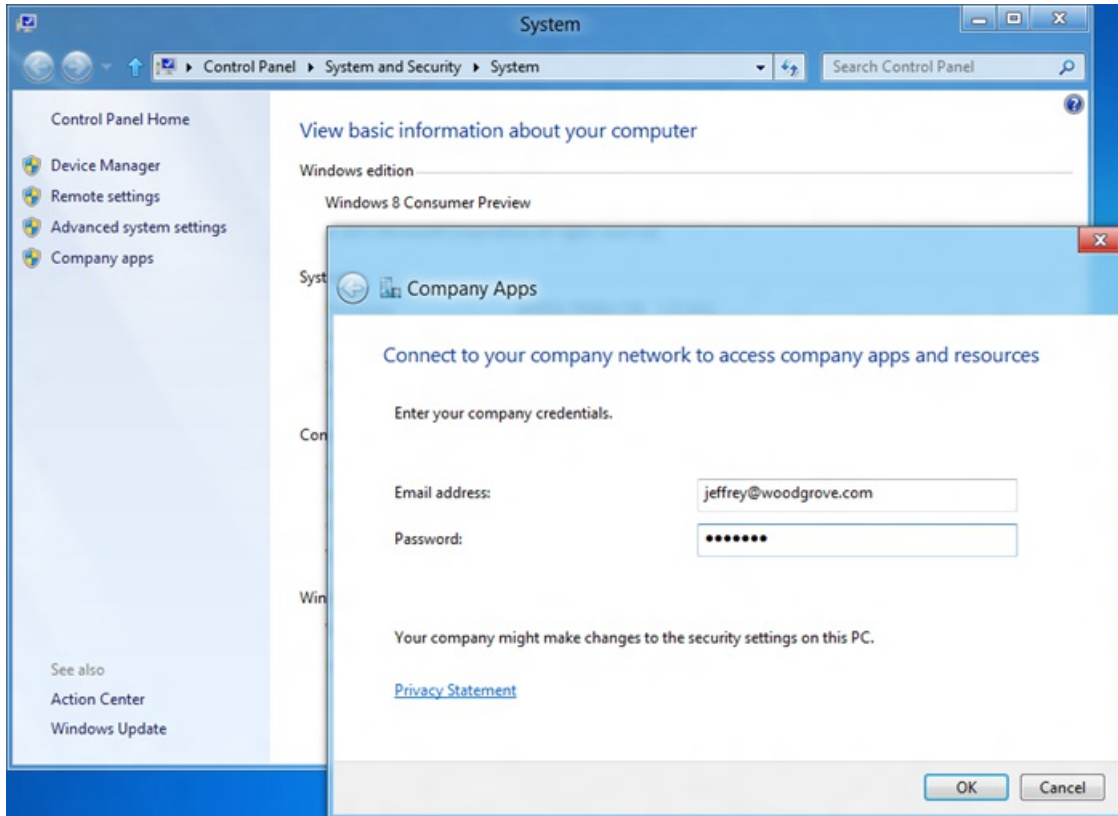 System
Control Panel ▸ System and Security ▸ System
Search Control Panel
Control Panel Home
Device Manager
Remote settings
Advanced system settings
Company apps
See also
Action Center
Windows Update
View basic information about your computer
Windows edition
Windows 8 Consumer Preview
Syst
Con
Win
Company Apps
Connect to your company network to access company apps and resources
Enter your company credentials.
Email address: jeffrey@woodgrove.com
Password: •••••••
Your company might make changes to the security settings on this PC.
Privacy Statement
OK Cancel